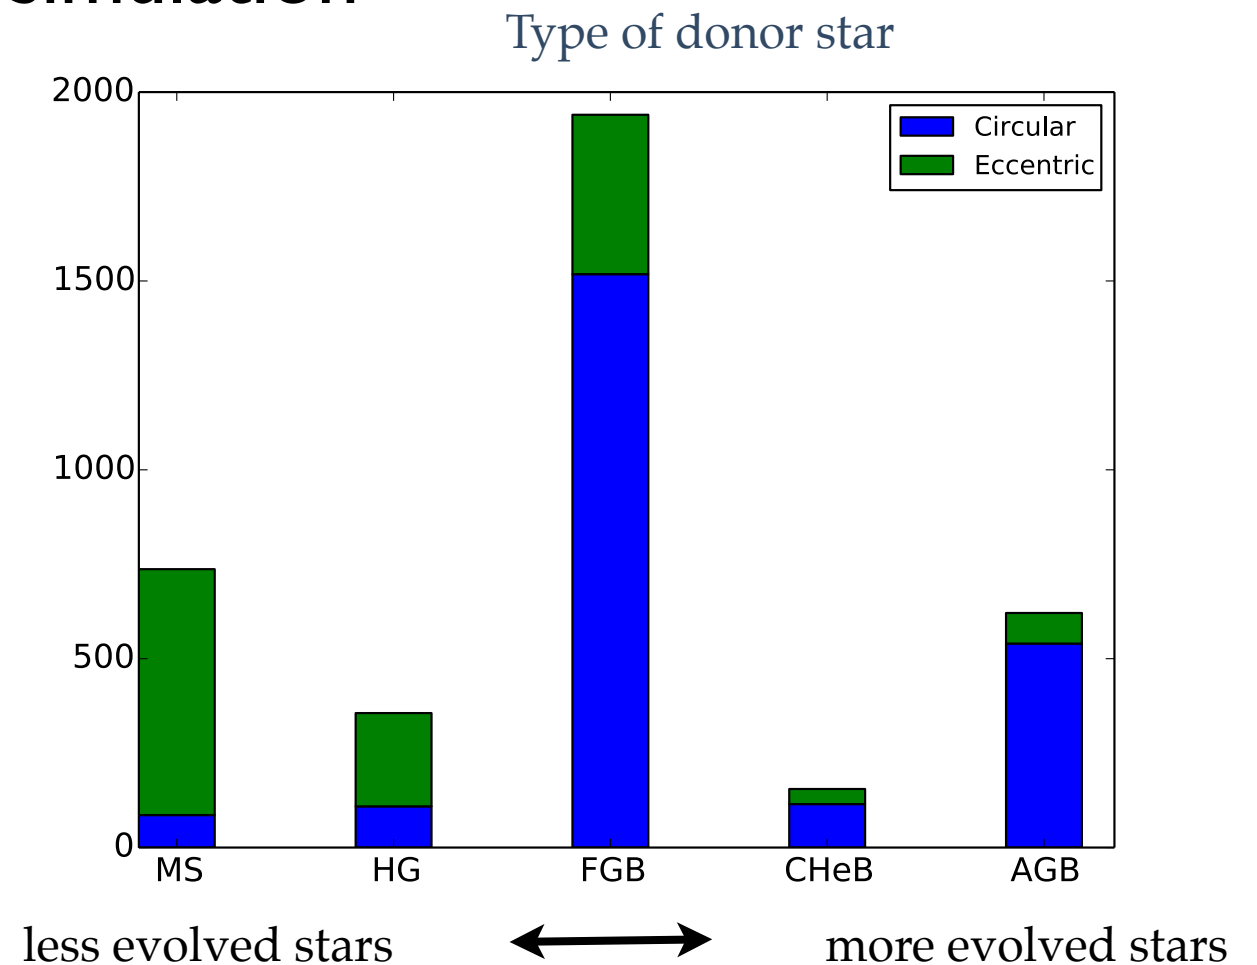 Type of donor star
2000
1500
1000
500
0
Circular
Eccentric
MS HG FGB CHeB AGB
less evolved stars more evolved stars